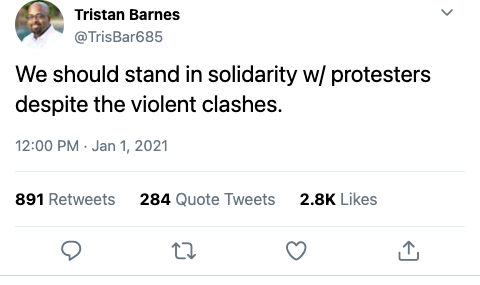 Tristan Barnes
@TrisBar685
We should stand in solidarity w/ protesters
despite the violent clashes.
12:00 PM · Jan 1, 2021
891 Retweets 284 Quote Tweets 2.8K Likes